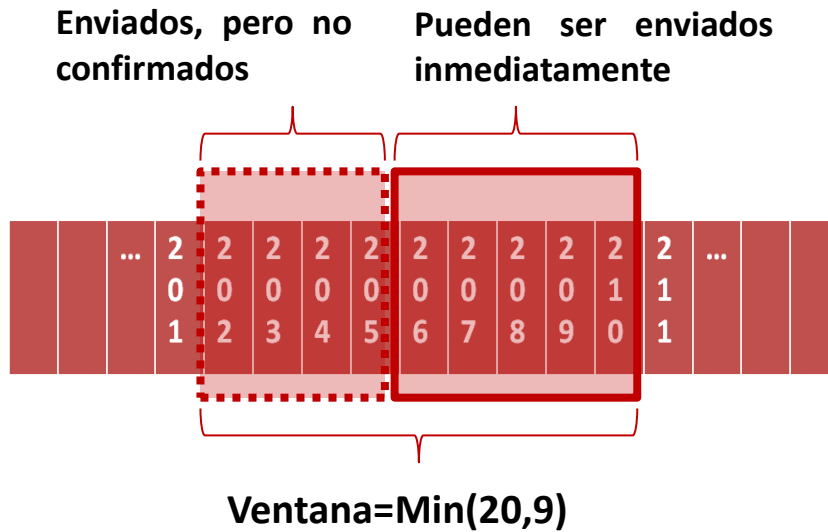 Enviados, pero no confirmados
Pueden ser enviados inmediatamente
... 201 202 203 204 205 206 207 208 209 210 211 ...
Ventana=Min(20,9)